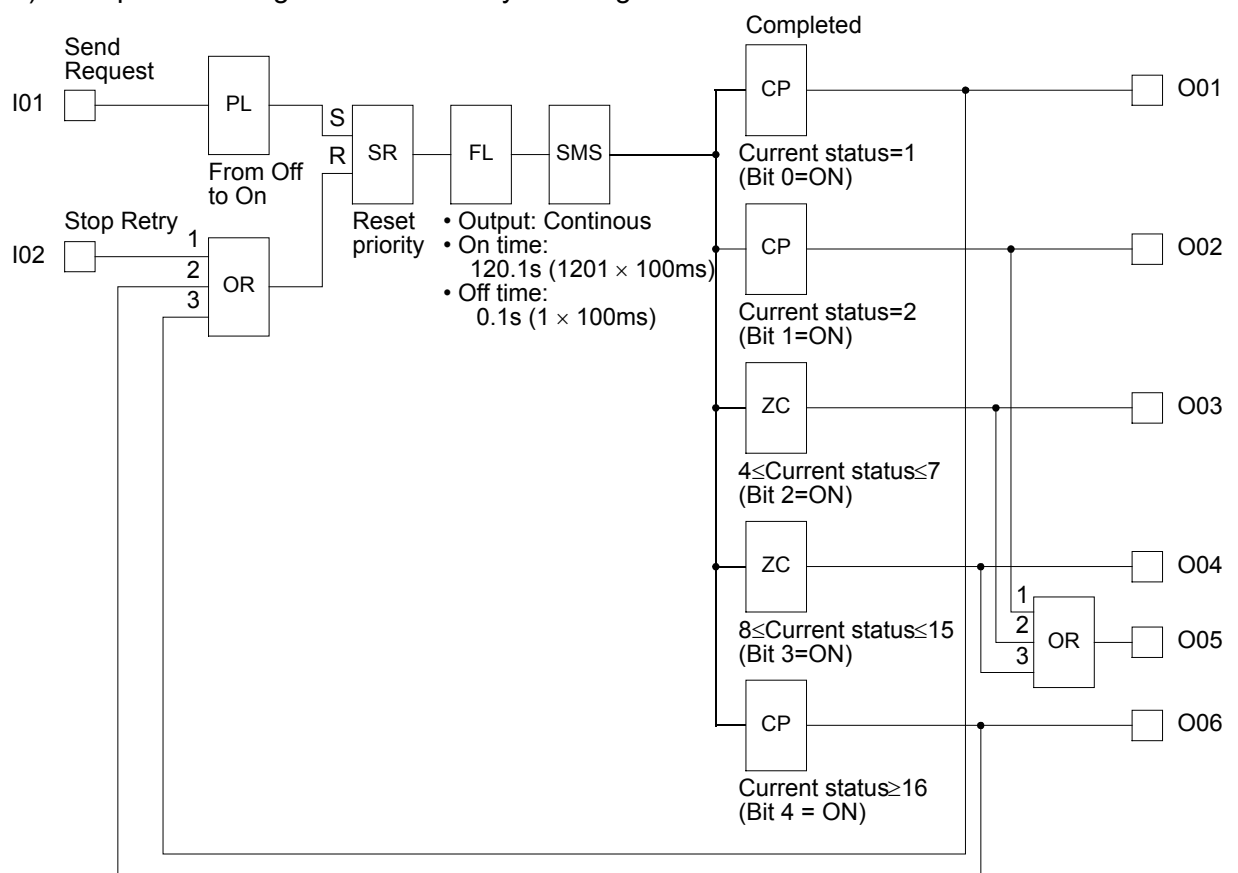 Completed
Send
Request
I01
PL
CP
O01
S
R
SR
FL
SMS
From Off
to On
Current status=1
(Bit 0=ON)
Stop Retry
I02
1
2
3
OR
Reset
priority
• Output: Continous
• On time:
120.1s (1201 × 100ms)
• Off time:
0.1s (1 × 100ms)
CP
O02
Current status=2
(Bit 1=ON)
ZC
O03
4≤Current status≤7
(Bit 2=ON)
ZC
O04
8≤Current status≤15
(Bit 3=ON)
1
2
3
OR
O05
CP
O06
Current status≥16
(Bit 4 = ON)